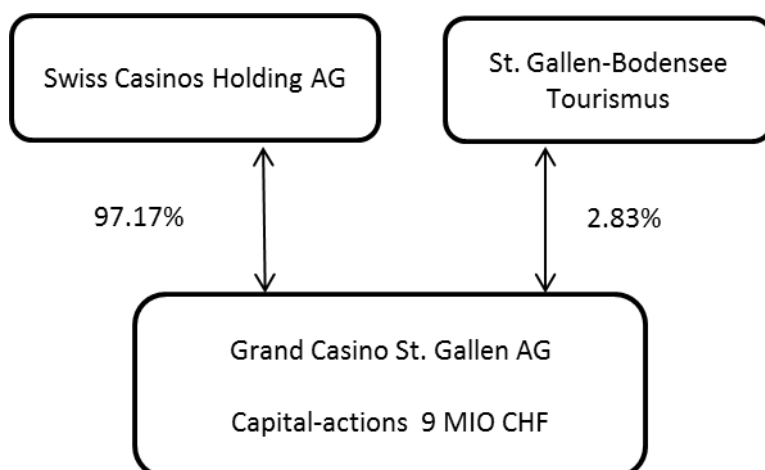 Swiss Casinos Holding AG
St. Gallen-Bodensee
Tourismus
97.17%
2.83%
Grand Casino St. Gallen AG
Capital-actions 9 MIO CHF